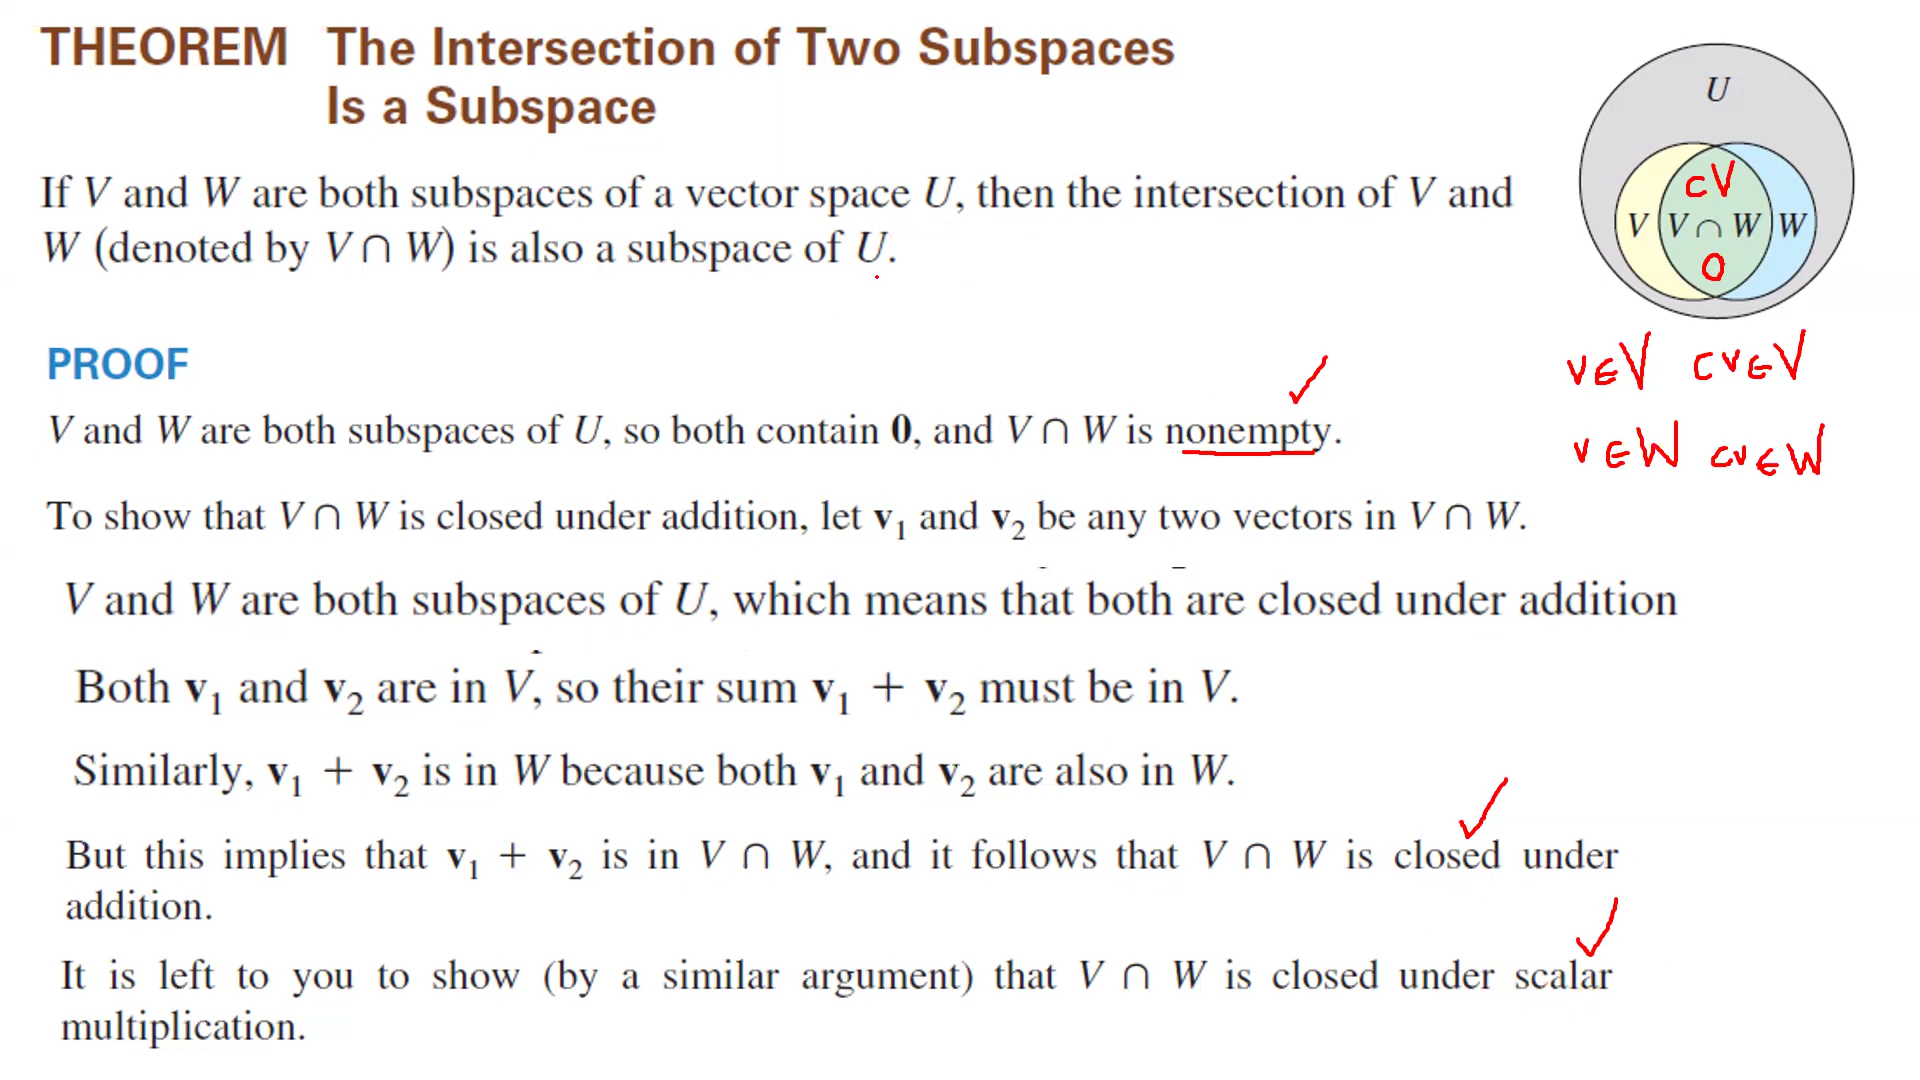 THEOREM The Intersection of Two Subspaces
Is a Subspace
If V and W are both subspaces of a vector space U, then the intersection of V and
W (denoted by V ∩ W) is also a subspace of U.
U
cV
V V ∩ W W
0
v∈V cv∈V
v∈W cv∈W
PROOF
V and W are both subspaces of U, so both contain 0, and V ∩ W is nonempty.
To show that V ∩ W is closed under addition, let v₁ and v₂ be any two vectors in V ∩ W.
V and W are both subspaces of U, which means that both are closed under addition
Both v₁ and v₂ are in V, so their sum v₁ + v₂ must be in V.
Similarly, v₁ + v₂ is in W because both v₁ and v₂ are also in W.
But this implies that v₁ + v₂ is in V ∩ W, and it follows that V ∩ W is closed under
addition.
It is left to you to show (by a similar argument) that V ∩ W is closed under scalar
multiplication.